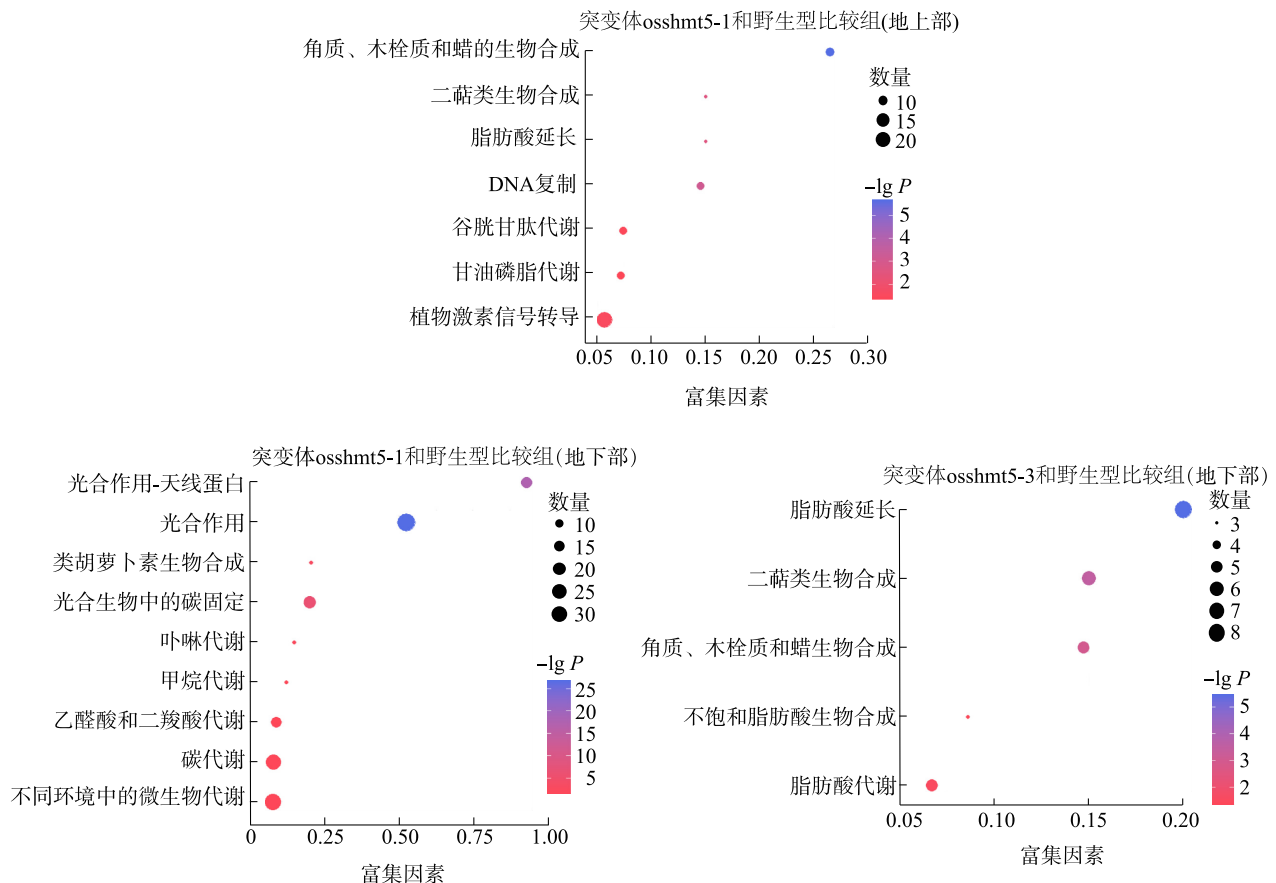 突变体osshmt5-1和野生型比较组(地上部)
角质、木栓质和蜡的生物合成
二萜类生物合成
脂肪酸延长
DNA复制
谷胱甘肽代谢
甘油磷脂代谢
植物激素信号转导
0.05 0.10 0.15 0.20 0.25 0.30
富集因素
数量
10
15
20
-lg P
5
4
3
2
突变体osshmt5-1和野生型比较组(地下部)
光合作用-天线蛋白
光合作用
类胡萝卜素生物合成
光合生物中的碳固定
卟啉代谢
甲烷代谢
乙醛酸和二羧酸代谢
碳代谢
不同环境中的微生物代谢
0 0.25 0.50 0.75 1.00
富集因素
数量
10
15
20
25
30
-lg P
25
20
15
10
5
突变体osshmt5-3和野生型比较组(地下部)
脂肪酸延长
二萜类生物合成
角质、木栓质和蜡生物合成
不饱和脂肪酸生物合成
脂肪酸代谢
0.05 0.10 0.15 0.20
富集因素
数量
3
4
5
6
7
8
-lg P
5
4
3
2